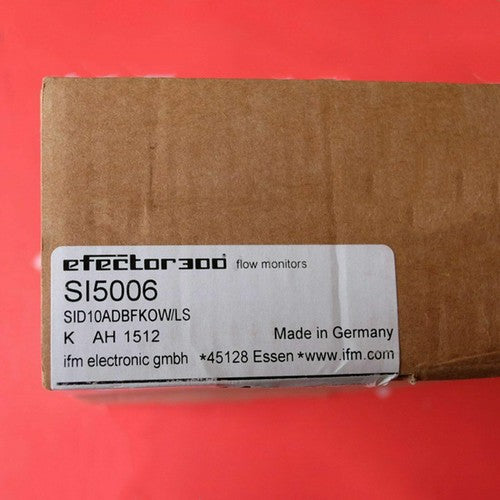 efector300 flow monitors
SI5006
SID10ADBFKOW/LS
K AH 1512 Made in Germany
ifm electronic gmbh *45128 Essen *www.ifm.com